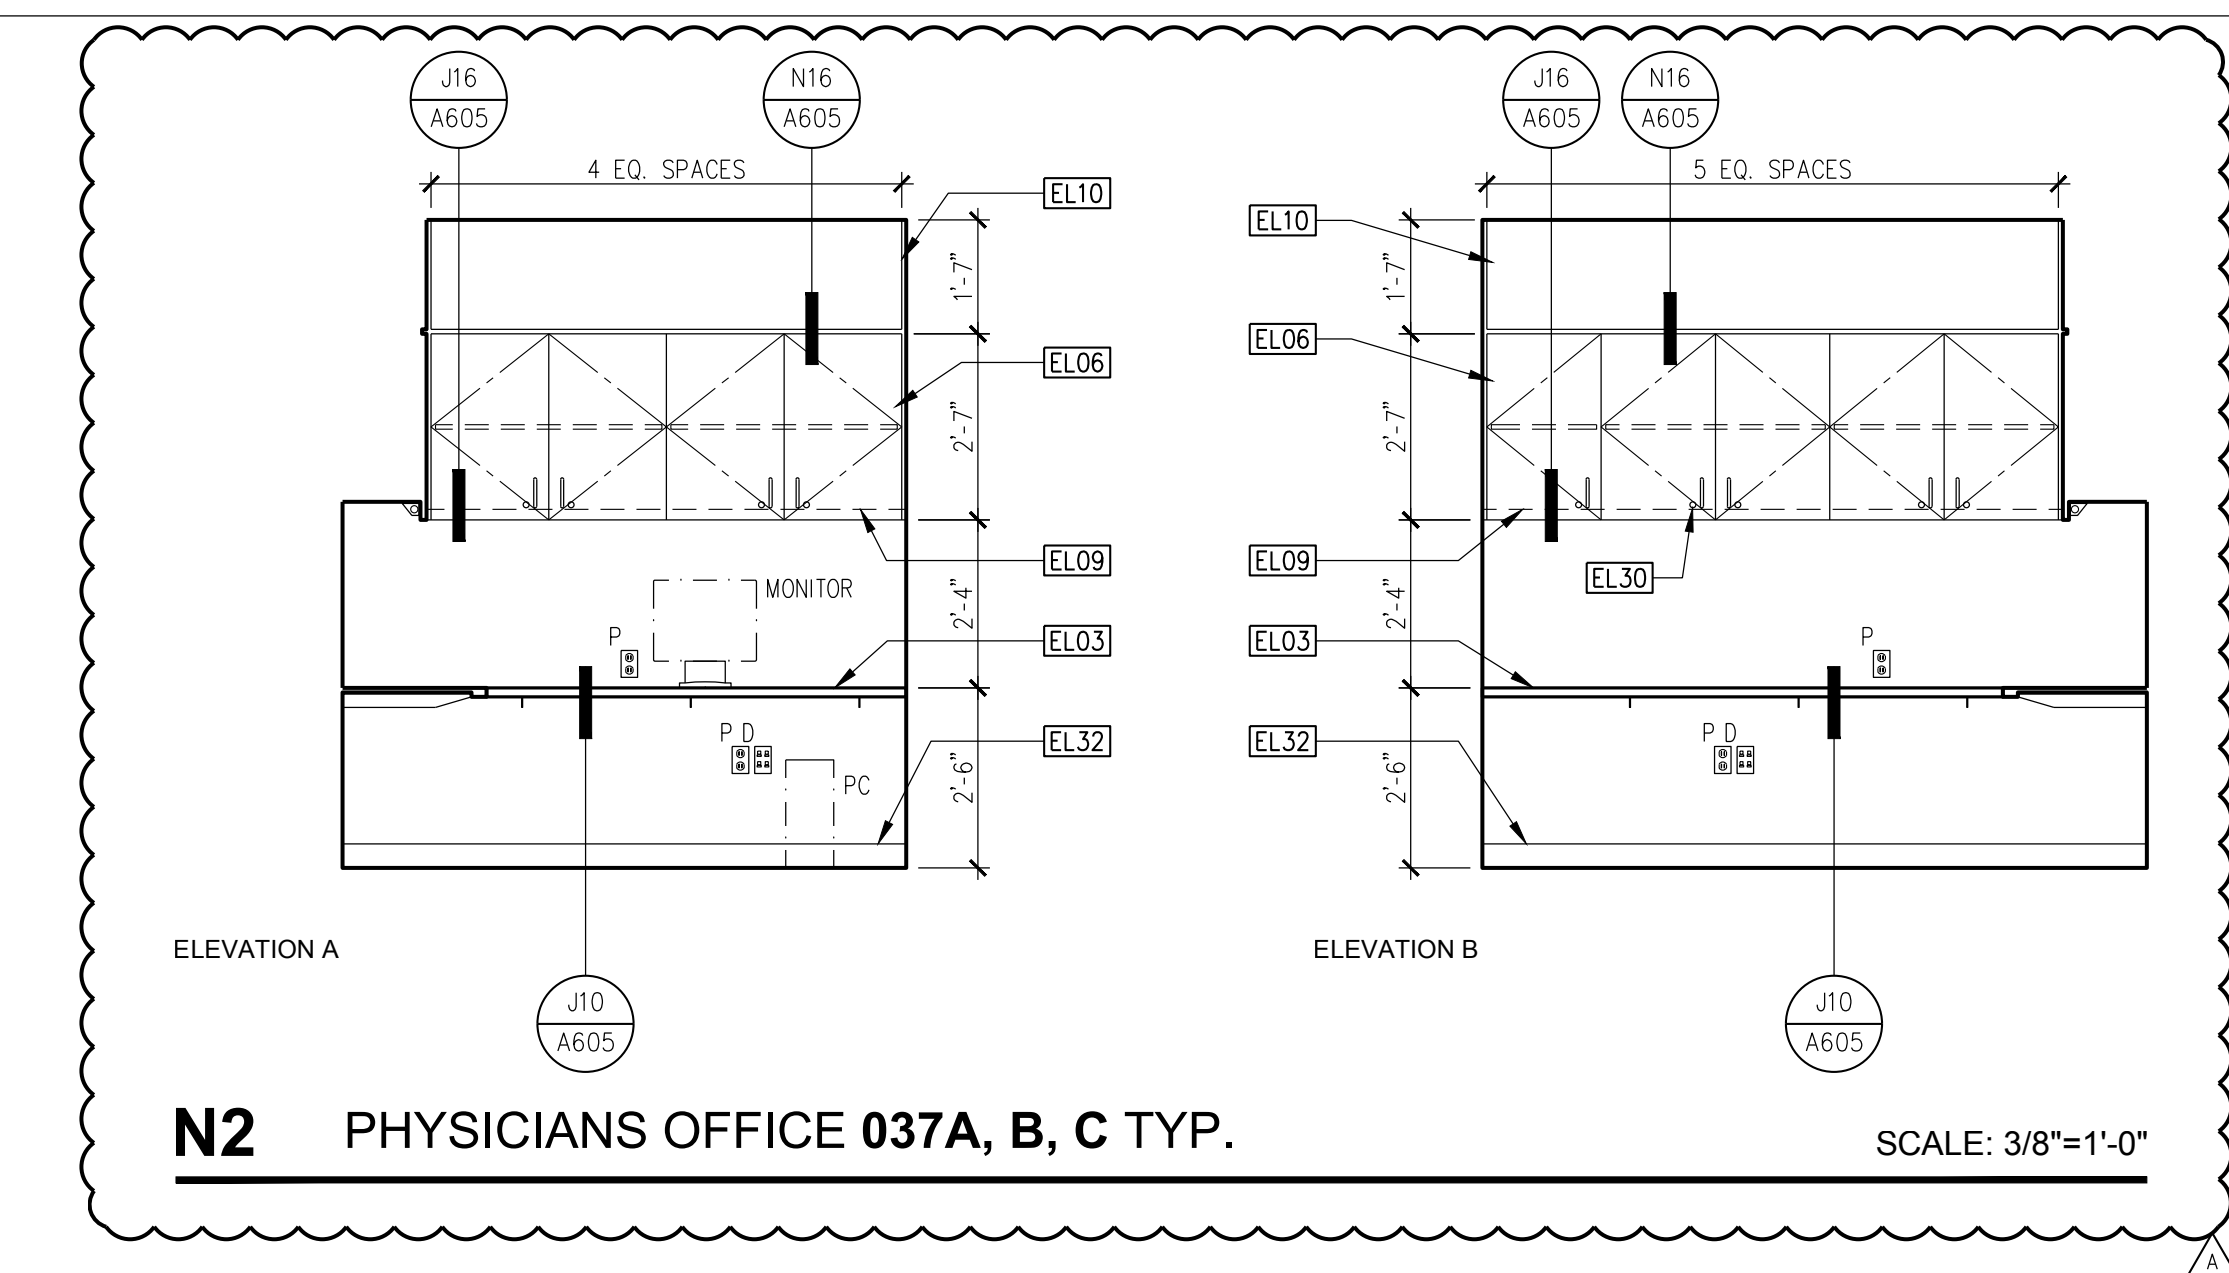 J16
A605
N16
A605
4 EQ. SPACES
EL10
1'-7"
EL06
2'-7"
EL09
MONITOR
2'-4"
P
EL03
P D
EL32
PC
2'-6"
ELEVATION A
J10
A605
J16
A605
N16
A605
5 EQ. SPACES
EL10
1'-7"
EL06
2'-7"
EL09
EL30
2'-4"
P
EL03
P D
EL32
2'-6"
ELEVATION B
J10
A605
N2 PHYSICIANS OFFICE 037A, B, C TYP.
SCALE: 3/8"=1'-0"
A